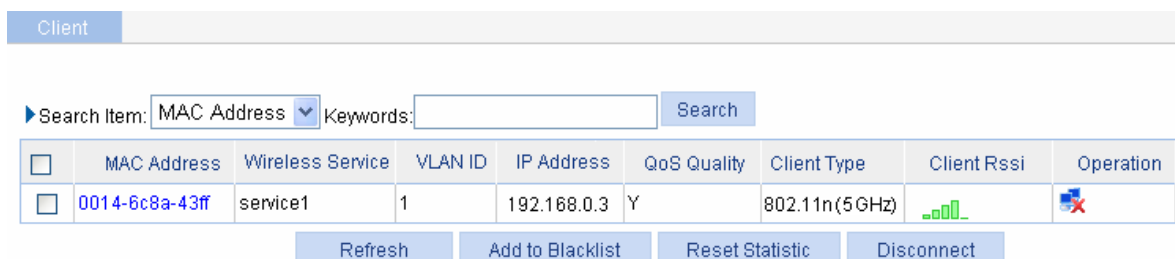 Client
Search Item: MAC Address Keywords: Search
MAC Address Wireless Service VLAN ID IP Address QoS Quality Client Type Client Rssi Operation
0014-6c8a-43ff service1 1 192.168.0.3 Y 802.11n(5GHz)
Refresh Add to Blacklist Reset Statistic Disconnect